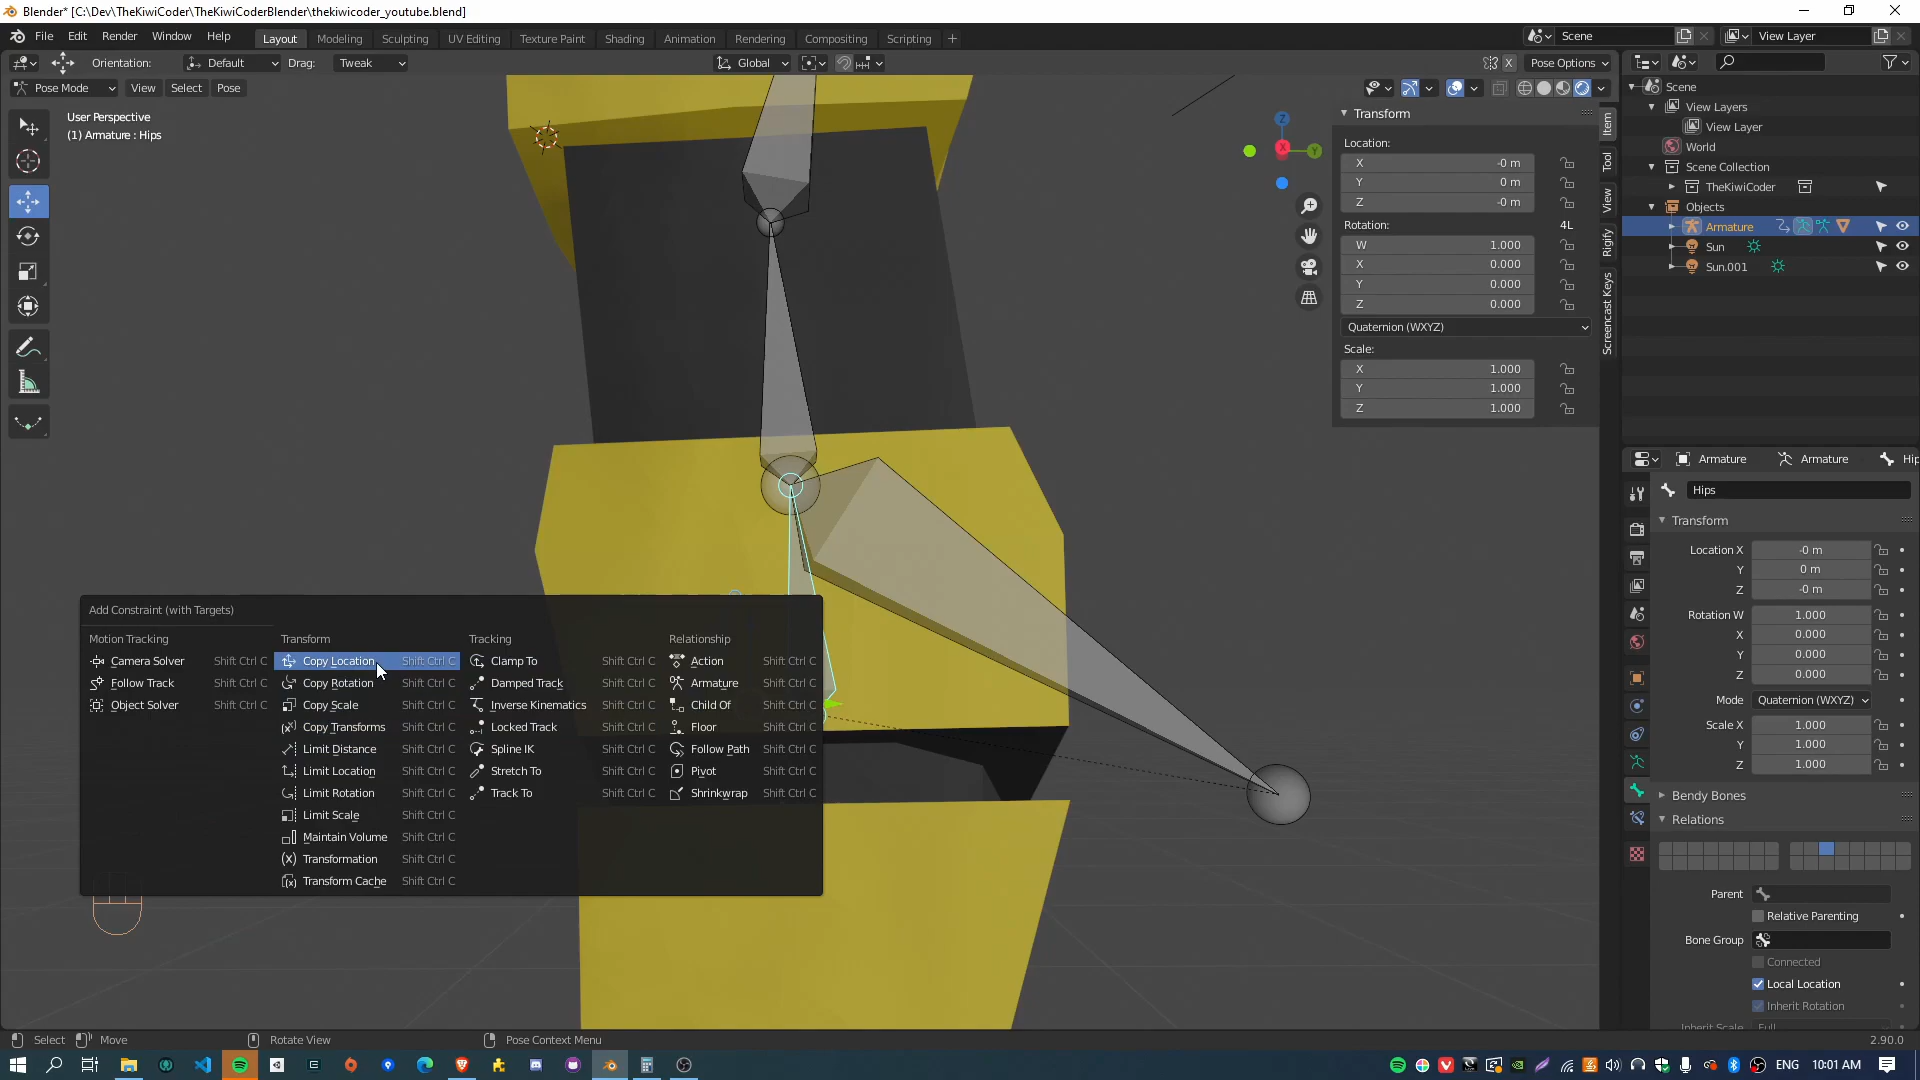 Blender* [C:\Dev\TheKiwiCoder\TheKiwiCoderBlender\thekiwicoder_youtube.blend]
File Edit Render Window Help
Layout Modeling Sculpting UV Editing Texture Paint Shading Animation Rendering Compositing Scripting +
Scene View Layer
Orientation: Default Drag: Tweak Global X Pose Options
Pose Mode View Select Pose
User Perspective
(1) Armature : Hips
Z
X Y
Transform
Location:
X -0 m
Y 0 m
Z -0 m
Rotation: 4L
W 1.000
X 0.000
Y 0.000
Z 0.000
Quaternion (WXYZ)
Scale:
X 1.000
Y 1.000
Z 1.000
Item
Tool
View
Rigify
Screencast Keys
Scene
View Layers
View Layer
World
Scene Collection
TheKiwiCoder
Objects
Armature
Sun
Sun.001
Armature Armature Hip
Hips
Transform
Location X -0 m
Y 0 m
Z -0 m
Rotation W 1.000
X 0.000
Y 0.000
Z 0.000
Mode Quaternion (WXYZ)
Scale X 1.000
Y 1.000
Z 1.000
Bendy Bones
Relations
Parent
Relative Parenting
Bone Group
Connected
Local Location
Inherit Rotation
Inherit Scale Full
Add Constraint (with Targets)
Motion Tracking
Camera Solver Shift Ctrl C
Follow Track Shift Ctrl C
Object Solver Shift Ctrl C
Transform
Copy Location Shift Ctrl C
Copy Rotation Shift Ctrl C
Copy Scale Shift Ctrl C
Copy Transforms Shift Ctrl C
Limit Distance Shift Ctrl C
Limit Location Shift Ctrl C
Limit Rotation Shift Ctrl C
Limit Scale Shift Ctrl C
Maintain Volume Shift Ctrl C
Transformation Shift Ctrl C
Transform Cache Shift Ctrl C
Tracking
Clamp To Shift Ctrl C
Damped Track Shift Ctrl C
Inverse Kinematics Shift Ctrl C
Locked Track Shift Ctrl C
Spline IK Shift Ctrl C
Stretch To Shift Ctrl C
Track To Shift Ctrl C
Relationship
Action Shift Ctrl C
Armature Shift Ctrl C
Child Of Shift Ctrl C
Floor Shift Ctrl C
Follow Path Shift Ctrl C
Pivot Shift Ctrl C
Shrinkwrap Shift Ctrl C
Select Move Rotate View Pose Context Menu 2.90.0
ENG 10:01 AM